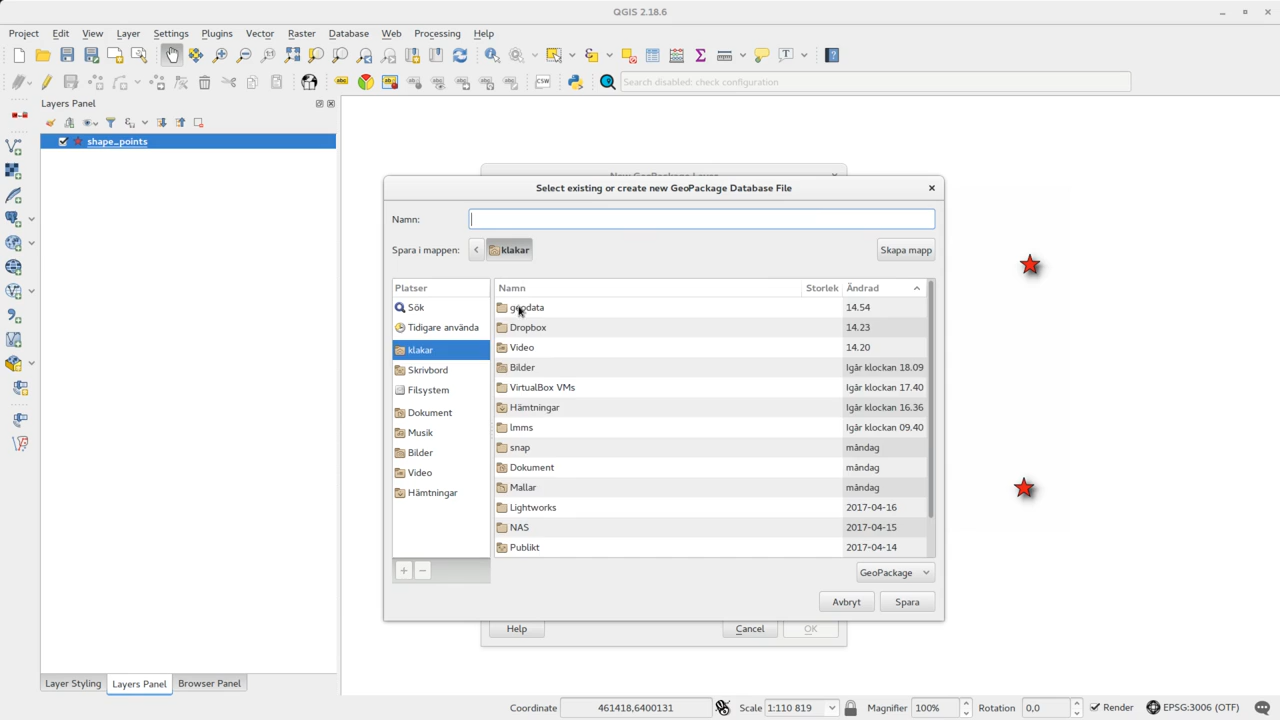 QGIS 2.18.6
Project Edit View Layer Settings Plugins Vector Raster Database Web Processing Help
Search disabled: check configuration
Layers Panel
shape_points
Select existing or create new GeoPackage Database File
Namn:
Spara i mappen: klakar Skapa mapp
Platser Namn Storlek Ändrad
Sök geodata 14.54
Tidigare använda Dropbox 14.23
klakar Video 14.20
Skrivbord Bilder Igår klockan 18.09
Filsystem VirtualBox VMs Igår klockan 17.40
Dokument Hämtningar Igår klockan 16.36
Musik lmms Igår klockan 09.40
Bilder snap måndag
Video Dokument måndag
Hämtningar Mallar måndag
Lightworks 2017-04-16
NAS 2017-04-15
Publikt 2017-04-14
GeoPackage
Avbryt Spara
Help Cancel OK
Layer Styling Layers Panel Browser Panel
Coordinate 461418,6400131 Scale 1:110 819 Magnifier 100% Rotation 0,0 Render EPSG:3006 (OTF)